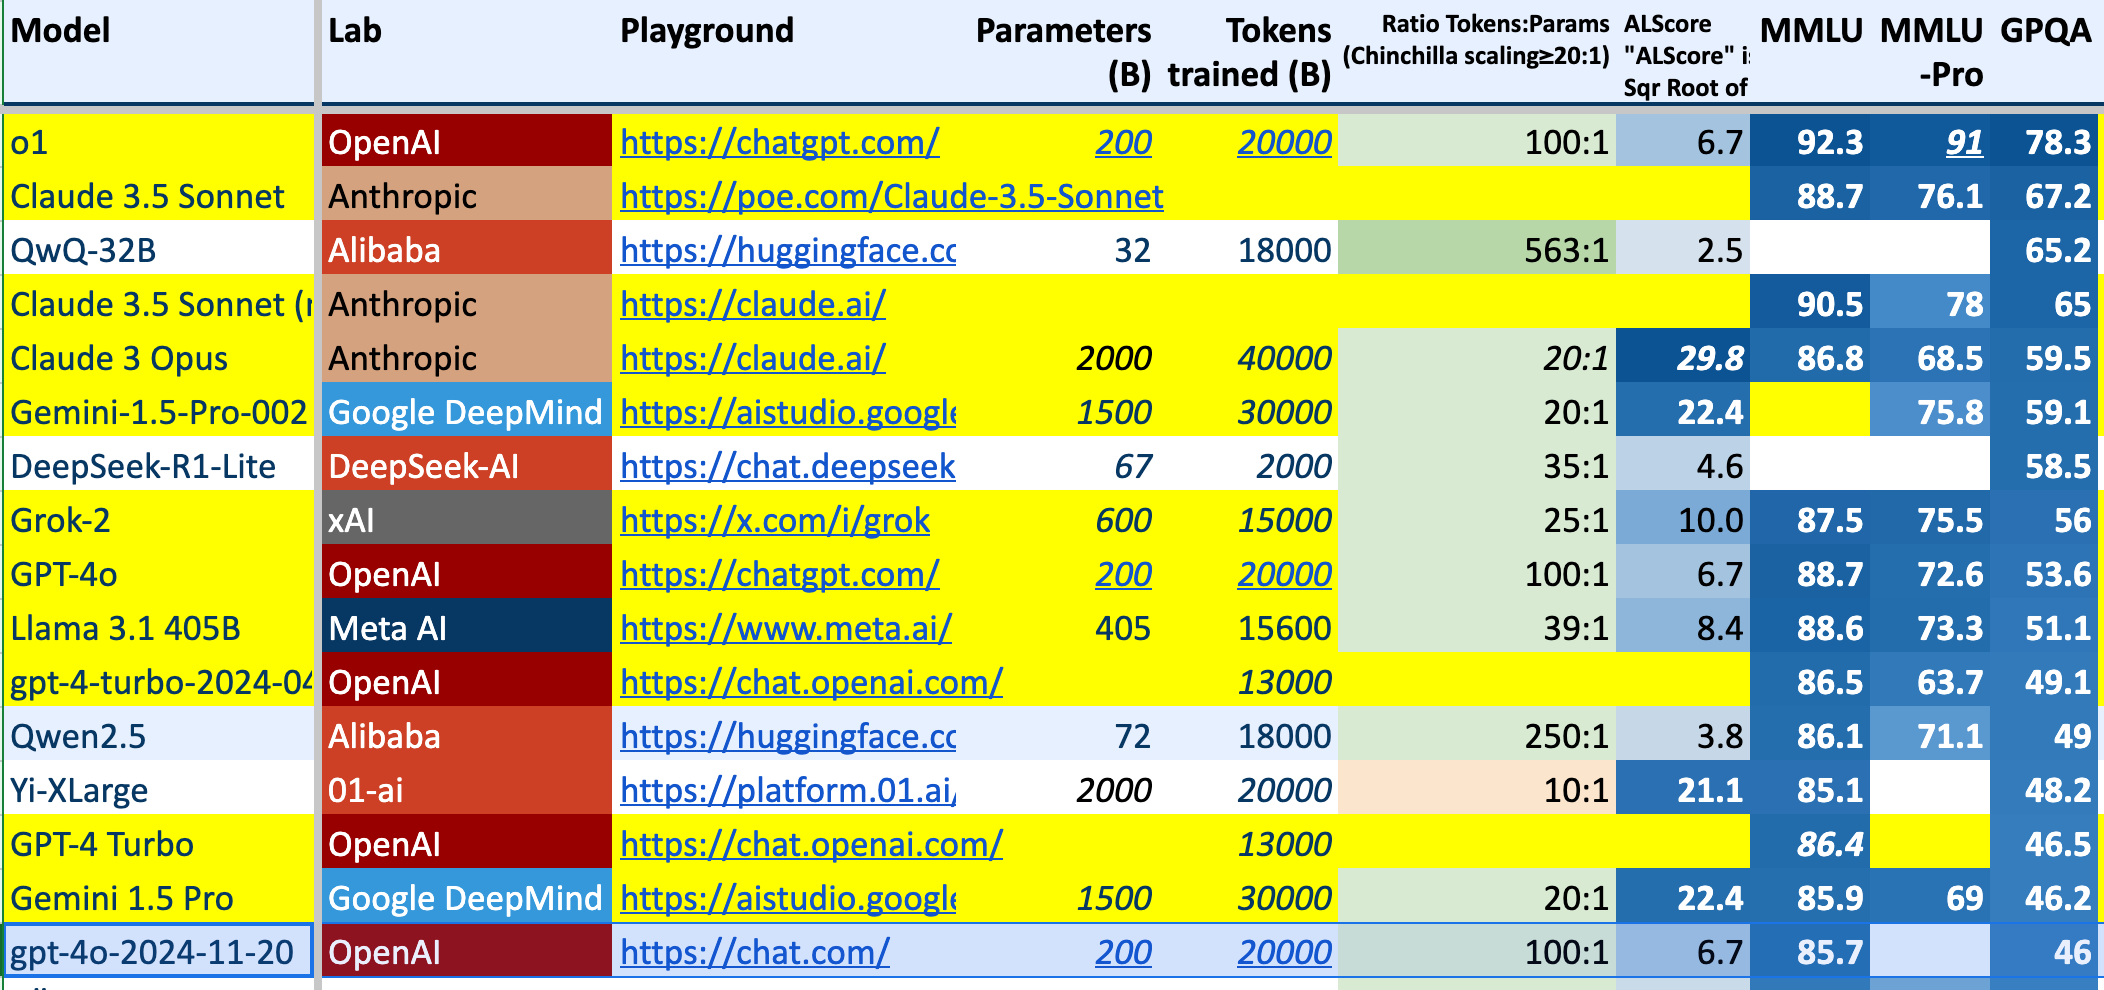 Model Lab Playground Parameters (B) Tokens trained (B) Ratio Tokens:Params (Chinchilla scaling≥20:1) ALScore "ALScore" is Sqr Root of MMLU MMLU -Pro GPQA
o1 OpenAI https://chatgpt.com/ 200 20000 100:1 6.7 92.3 91 78.3
Claude 3.5 Sonnet Anthropic https://poe.com/Claude-3.5-Sonnet 88.7 76.1 67.2
QwQ-32B Alibaba https://huggingface.cc 32 18000 563:1 2.5 65.2
Claude 3.5 Sonnet ( Anthropic https://claude.ai/ 90.5 78 65
Claude 3 Opus Anthropic https://claude.ai/ 2000 40000 20:1 29.8 86.8 68.5 59.5
Gemini-1.5-Pro-002 Google DeepMind https://aistudio.google 1500 30000 20:1 22.4 75.8 59.1
DeepSeek-R1-Lite DeepSeek-AI https://chat.deepseek 67 2000 35:1 4.6 58.5
Grok-2 xAI https://x.com/i/grok 600 15000 25:1 10.0 87.5 75.5 56
GPT-4o OpenAI https://chatgpt.com/ 200 20000 100:1 6.7 88.7 72.6 53.6
Llama 3.1 405B Meta AI https://www.meta.ai/ 405 15600 39:1 8.4 88.6 73.3 51.1
gpt-4-turbo-2024-04 OpenAI https://chat.openai.com/ 13000 86.5 63.7 49.1
Qwen2.5 Alibaba https://huggingface.cc 72 18000 250:1 3.8 86.1 71.1 49
Yi-XLarge 01-ai https://platform.01.ai/ 2000 20000 10:1 21.1 85.1 48.2
GPT-4 Turbo OpenAI https://chat.openai.com/ 13000 86.4 46.5
Gemini 1.5 Pro Google DeepMind https://aistudio.google 1500 30000 20:1 22.4 85.9 69 46.2
gpt-4o-2024-11-20 OpenAI https://chat.com/ 200 20000 100:1 6.7 85.7 46